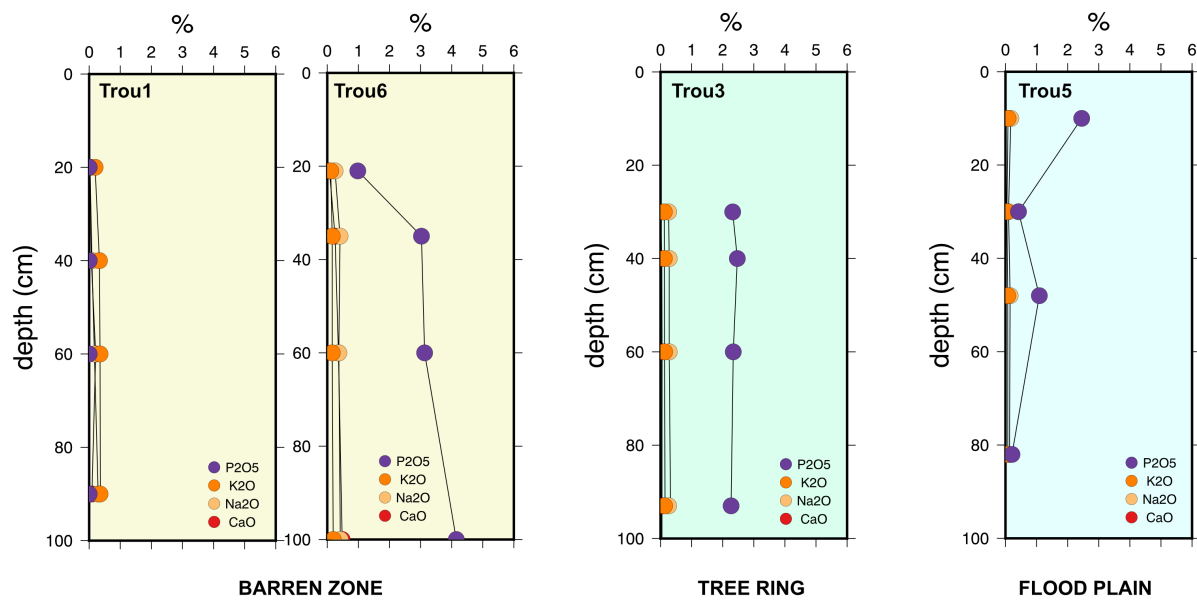 %
0 1 2 3 4 5 6
0
20
40
60
80
100
depth (cm)
Trou1
P2O5
K2O
Na2O
CaO
%
0 1 2 3 4 5 6
0
20
40
60
80
100
Trou6
P2O5
K2O
Na2O
CaO
BARREN ZONE
%
0 1 2 3 4 5 6
0
20
40
60
80
100
depth (cm)
Trou3
P2O5
K2O
Na2O
CaO
TREE RING
%
0 1 2 3 4 5 6
0
20
40
60
80
100
depth (cm)
Trou5
P2O5
K2O
Na2O
CaO
FLOOD PLAIN